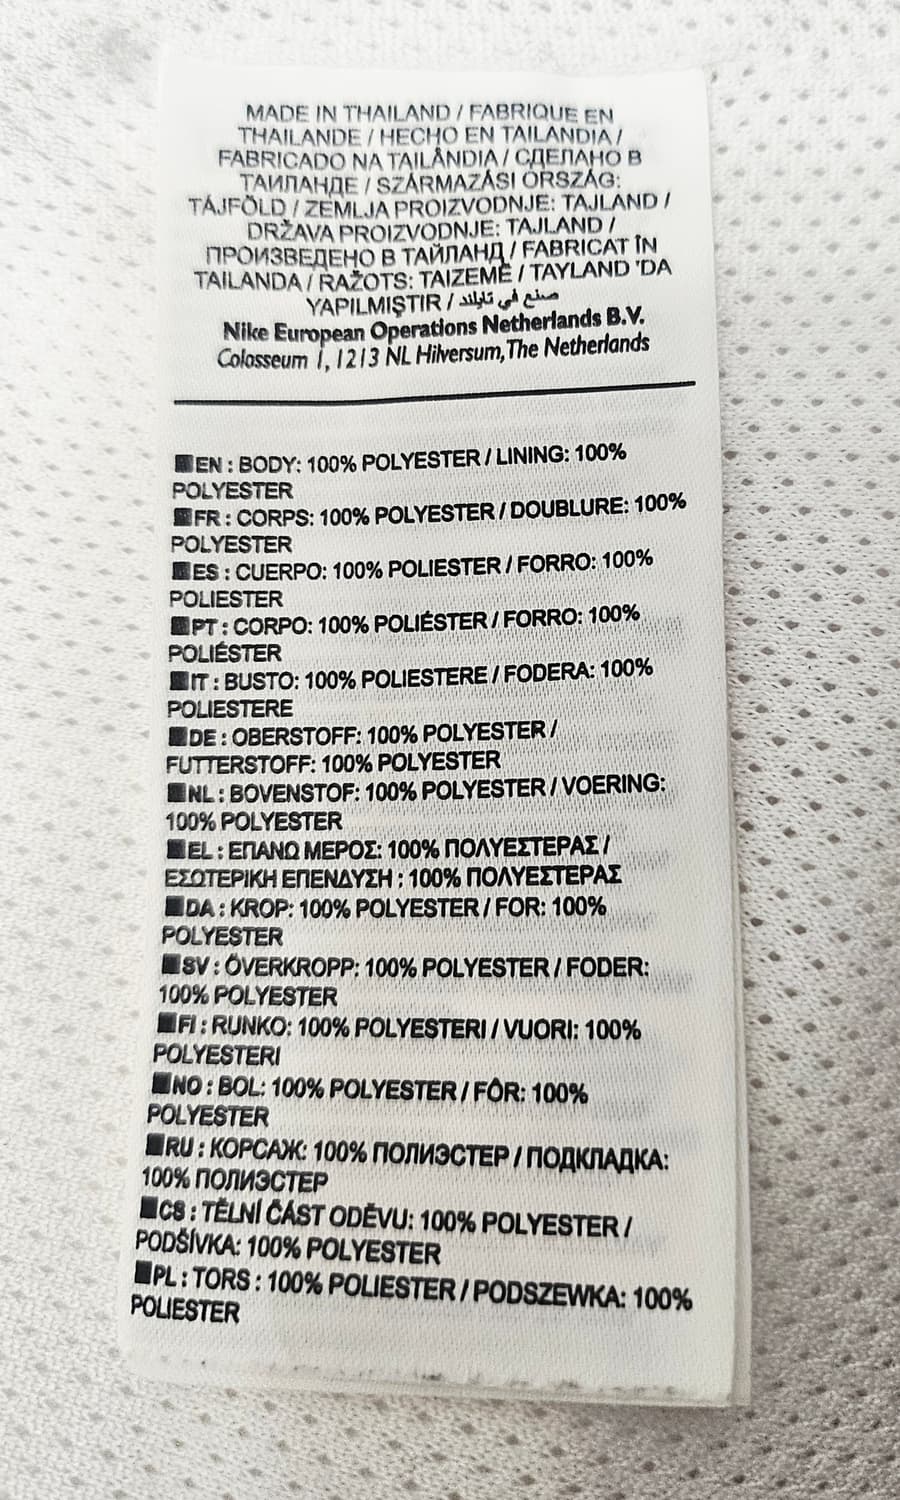 MADE IN THAILAND / FABRIQUE EN
THAILANDE / HECHO EN TAILANDIA /
FABRICADO NA TAILÂNDIA / СДЕЛАНО В
ТАИЛАНДЕ / SZÁRMAZÁSI ORSZÁG:
TÁJFÖLD / ZEMLJA PROIZVODNJE: TAJLAND /
DRŽAVA PROIZVODNJE: TAJLAND /
ПРОИЗВЕДЕНО В ТАЙЛАНД / FABRICAT ÎN
TAILANDA / RAŽOTS: TAIZEMĒ / TAYLAND 'DA
YAPILMIŞTIR / صنع في تايلاند
Nike European Operations Netherlands B.V.
Colosseum 1, 1213 NL Hilversum, The Netherlands
EN : BODY: 100% POLYESTER / LINING: 100%
POLYESTER
FR : CORPS: 100% POLYESTER / DOUBLURE: 100%
POLYESTER
ES : CUERPO: 100% POLIESTER / FORRO: 100%
POLIESTER
PT : CORPO: 100% POLIÉSTER / FORRO: 100%
POLIÉSTER
IT : BUSTO: 100% POLIESTERE / FODERA: 100%
POLIESTERE
DE : OBERSTOFF: 100% POLYESTER /
FUTTERSTOFF: 100% POLYESTER
NL : BOVENSTOF: 100% POLYESTER / VOERING:
100% POLYESTER
EL : ΕΠΑΝΩ ΜΕΡΟΣ: 100% ΠΟΛΥΕΣΤΕΡΑΣ /
ΕΣΩΤΕΡΙΚΗ ΕΠΕΝΔΥΣΗ : 100% ΠΟΛΥΕΣΤΕΡΑΣ
DA : KROP: 100% POLYESTER / FOR: 100%
POLYESTER
SV : ÖVERKROPP: 100% POLYESTER / FODER:
100% POLYESTER
FI : RUNKO: 100% POLYESTERI / VUORI: 100%
POLYESTERI
NO : BOL: 100% POLYESTER / FÔR: 100%
POLYESTER
RU : КОРСАЖ: 100% ПОЛИЭСТЕР / ПОДКЛАДКА:
100% ПОЛИЭСТЕР
CS : TĚLNÍ ČÁST ODĚVU: 100% POLYESTER /
PODŠÍVKA: 100% POLYESTER
PL : TORS : 100% POLIESTER / PODSZEWKA: 100%
POLIESTER